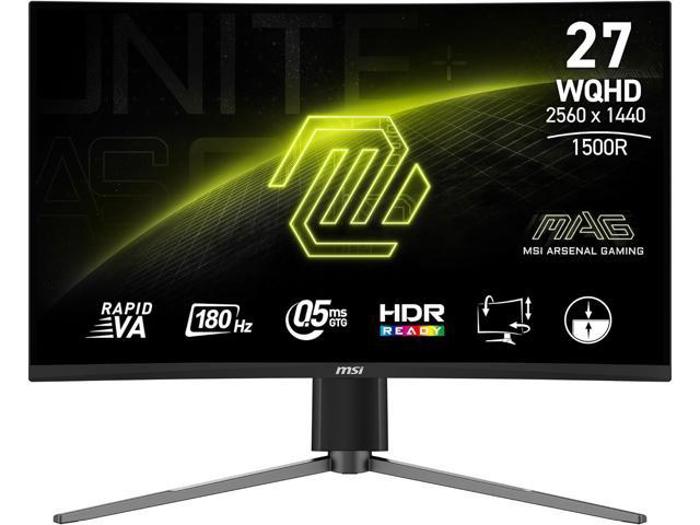 UNITE
27
WQHD
2560 x 1440
1500R
MAG
MSI ARSENAL GAMING
RAPID
VA
180 Hz
0.5ms
GTG
HDR
READY
msi